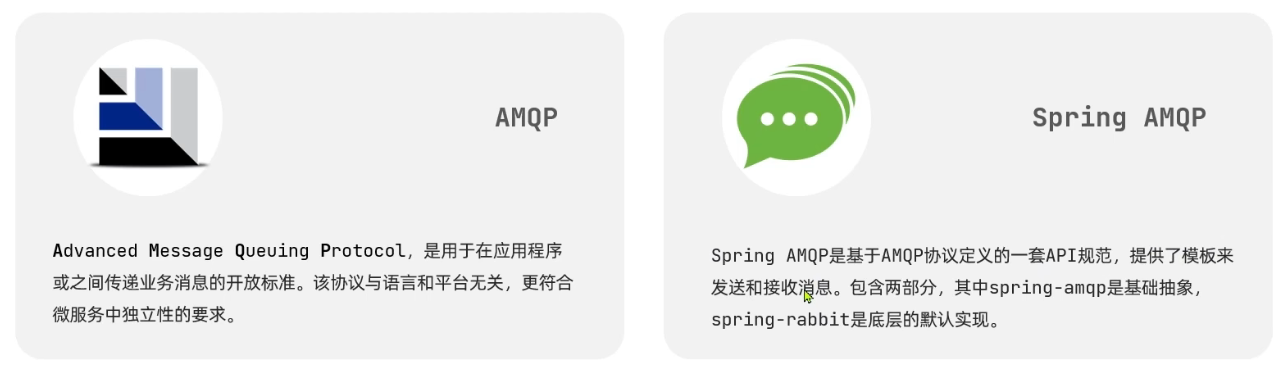 AMQP
Advanced Message Queuing Protocol，是用于在应用程序
或之间传递业务消息的开放标准。该协议与语言和平台无关，更符合
微服务中独立性的要求。
Spring AMQP
Spring AMQP是基于AMQP协议定义的一套API规范，提供了模板来
发送和接收消息。包含两部分，其中spring-amqp是基础抽象，
spring-rabbit是底层的默认实现。